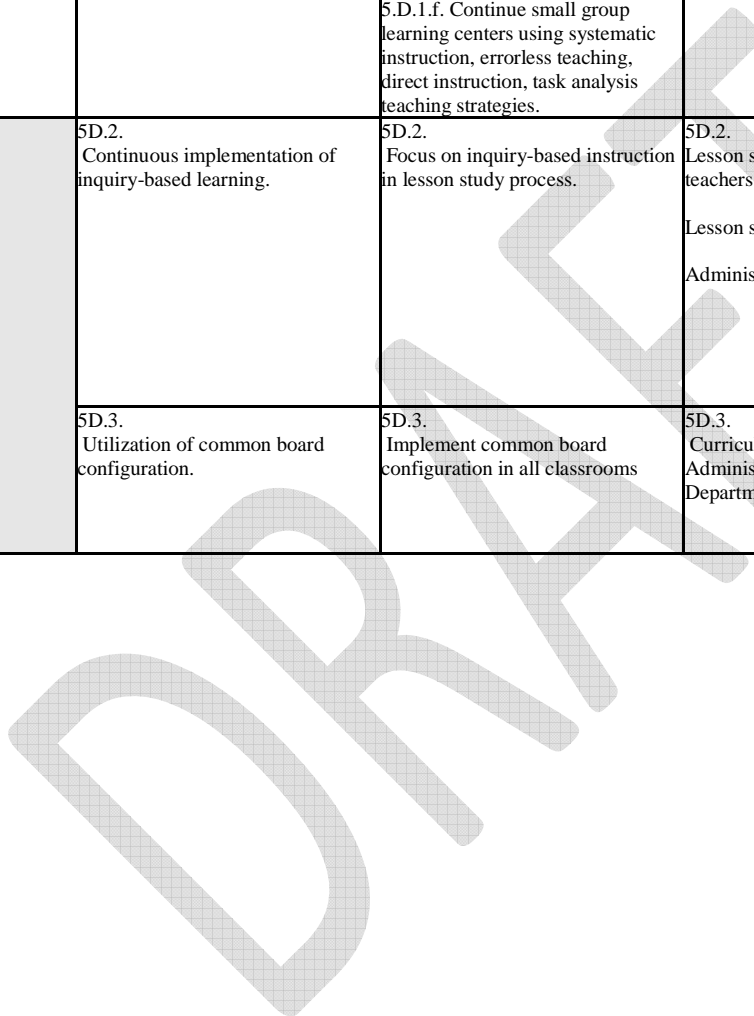 5.D.1.f. Continue small group
learning centers using systematic
instruction, errorless teaching,
direct instruction, task analysis
teaching strategies.
5D.2.
Continuous implementation of
inquiry-based learning.
5D.2.
Focus on inquiry-based instruction
in lesson study process.
5D.2.
Lesson
teachers
Lesson
5D.3.
Utilization of common board
configuration.
5D.3.
Implement common board
configuration in all classrooms
5D.3.
DRAFT